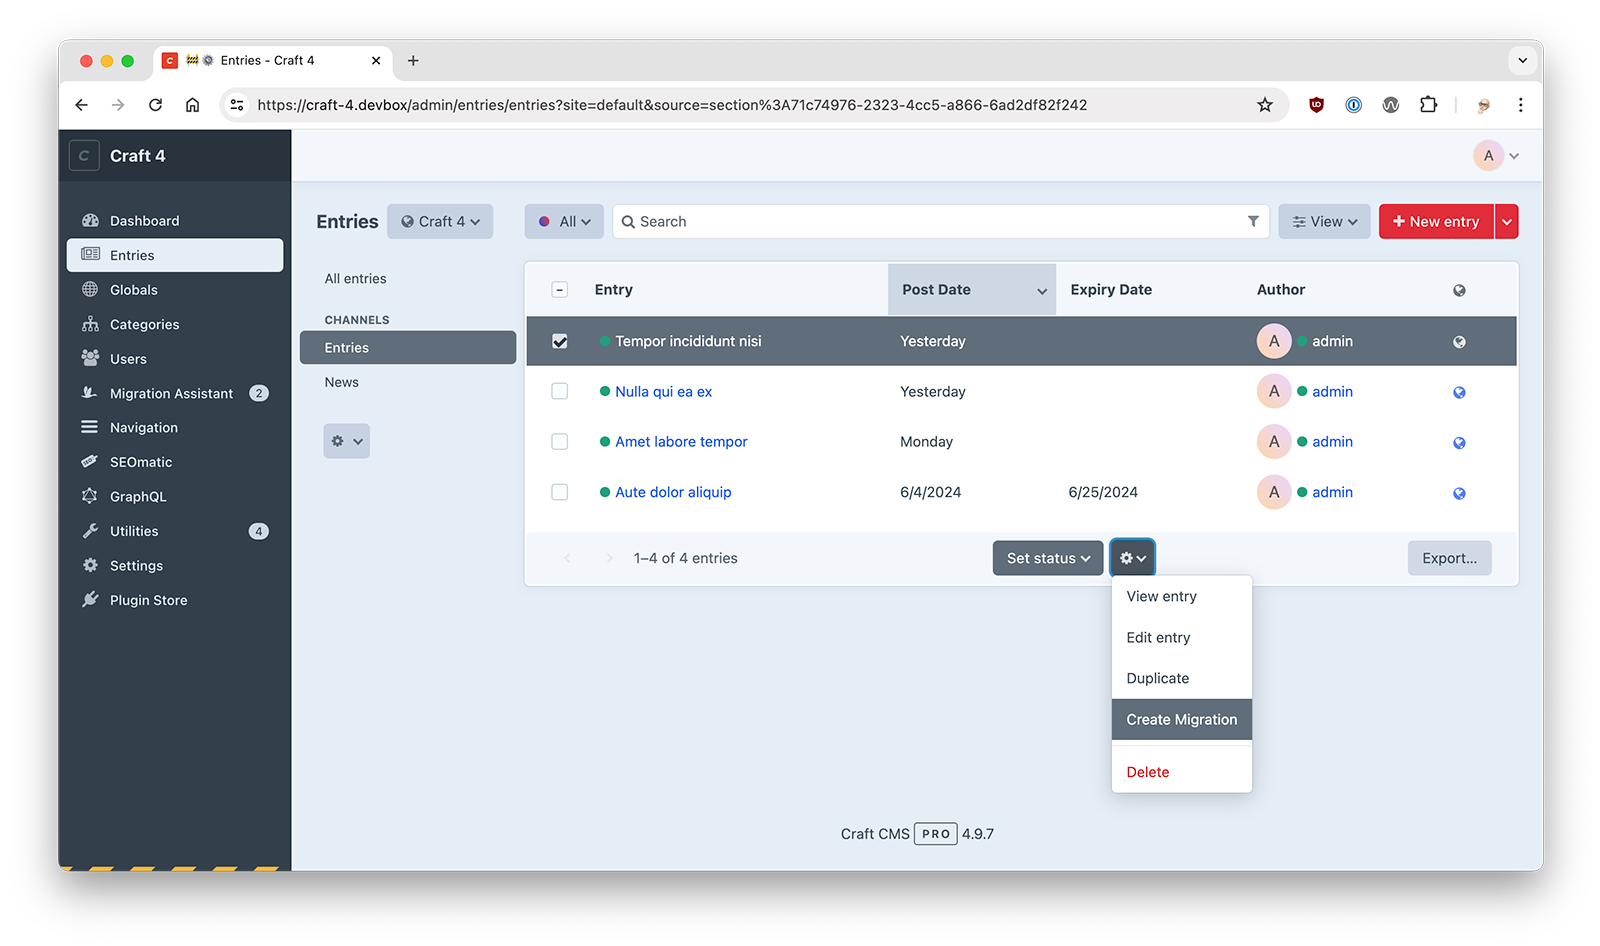 Entries - Craft 4
https://craft-4.devbox/admin/entries/entries?site=default&source=section%3A71c74976-2323-4cc5-a866-6ad2df82f242
C Craft 4
A
Dashboard
Entries
Globals
Categories
Users
Migration Assistant 2
Navigation
SEOmatic
GraphQL
Utilities 4
Settings
Plugin Store
Entries Craft 4 All Search View + New entry
All entries
CHANNELS
Entries
News
Entry Post Date Expiry Date Author
Tempor incididunt nisi Yesterday A admin
Nulla qui ea ex Yesterday A admin
Amet labore tempor Monday A admin
Aute dolor aliquip 6/4/2024 6/25/2024 A admin
1–4 of 4 entries Set status Export...
View entry
Edit entry
Duplicate
Create Migration
Delete
Craft CMS PRO 4.9.7